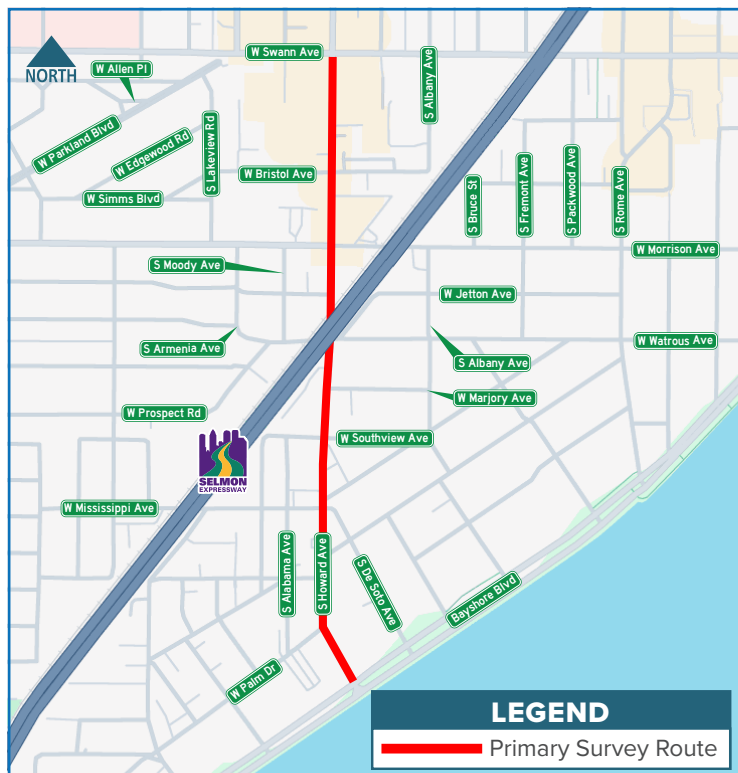 W Swann Ave
NORTH
W Allen Pl
S Albany Ave
W Parkland Blvd
W Edgewood Rd
S Lakeview Rd
W Bristol Ave
W Simms Blvd
S Bruce St
S Fremont Ave
S Packwood Ave
S Rome Ave
W Morrison Ave
S Moody Ave
W Jetton Ave
S Armenia Ave
S Albany Ave
W Watrous Ave
W Marjory Ave
W Prospect Rd
W Southview Ave
SELMON
EXPRESSWAY
W Mississippi Ave
S Alabama Ave
S Howard Ave
S De Soto Ave
Bayshore Blvd
W Palm Dr
LEGEND
Primary Survey Route